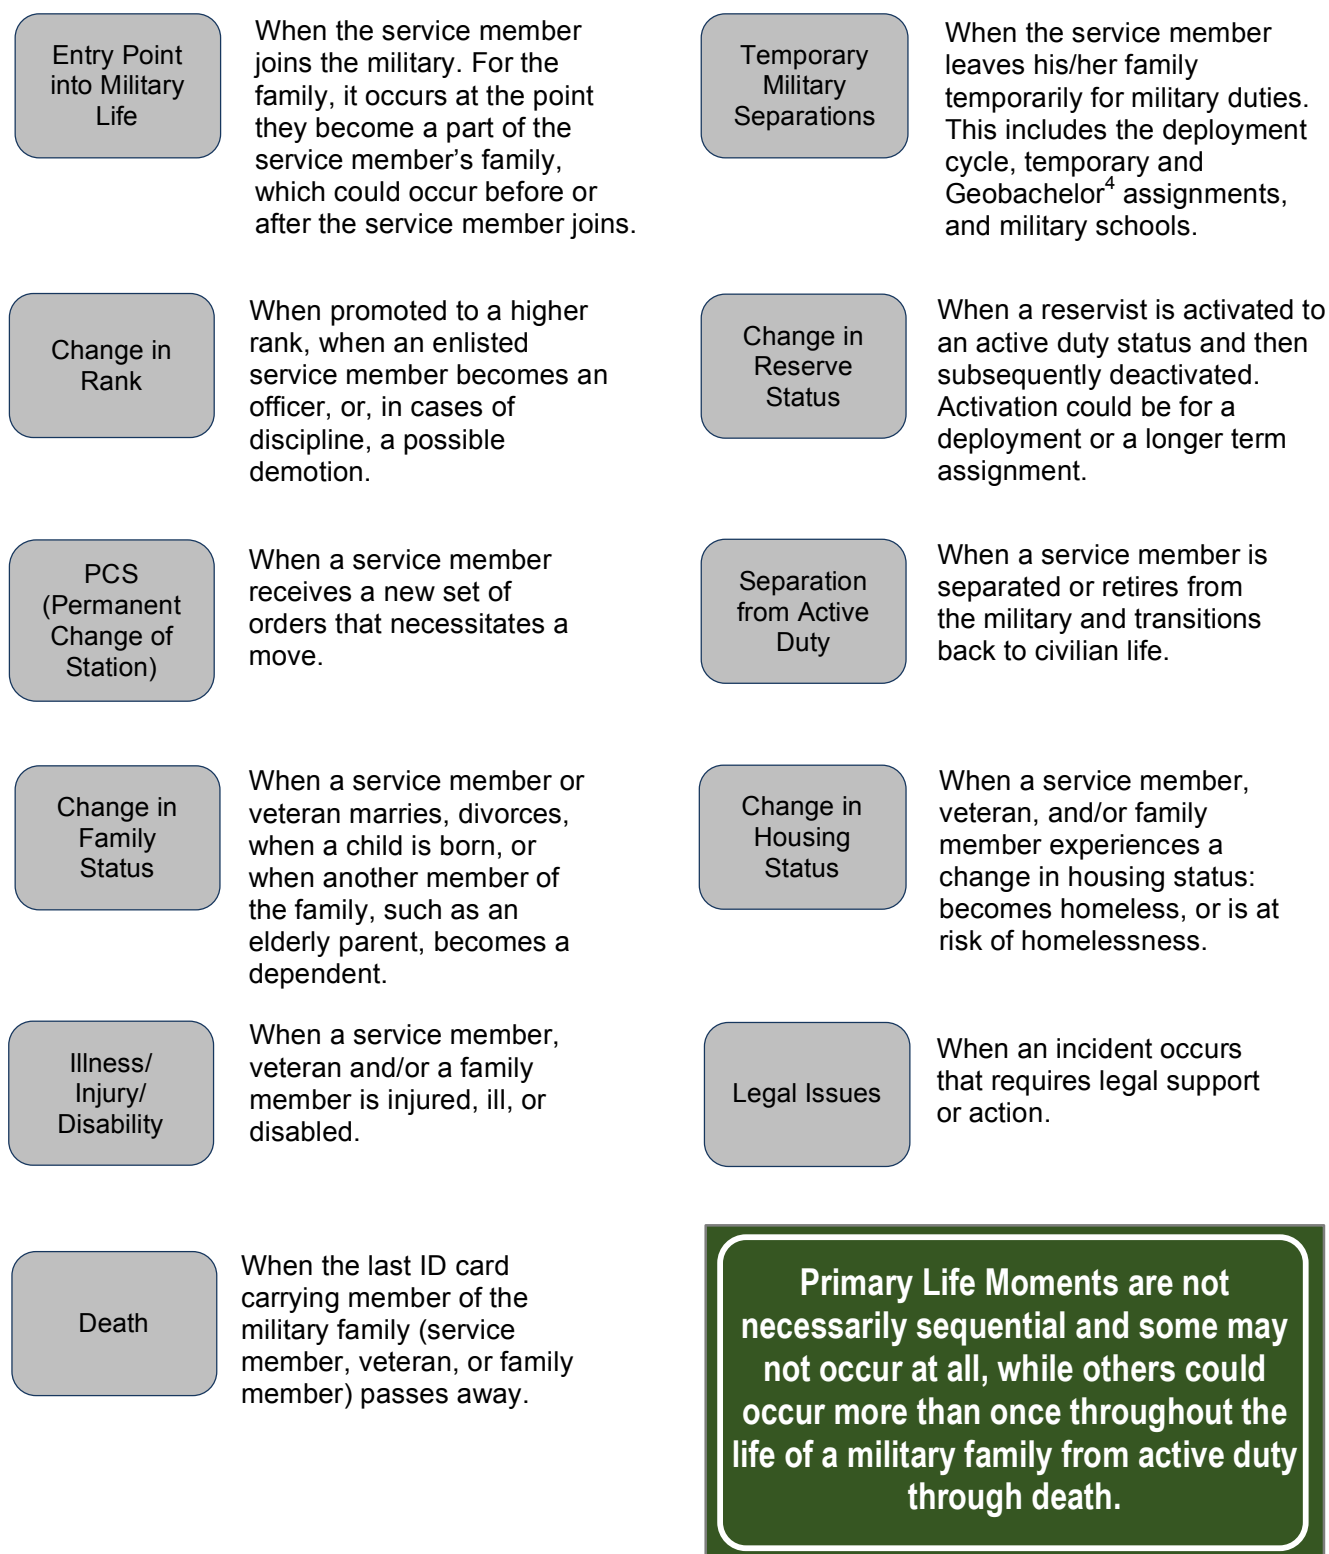 Entry Point
into Military
Life
When the service member
joins the military. For the
family, it occurs at the point
they become a part of the
service member’s family,
which could occur before or
after the service member joins.
Temporary
Military
Separations
When the service member
leaves his/her family
temporarily for military duties.
This includes the deployment
cycle, temporary and
Geobachelor⁴ assignments,
and military schools.
Change in
Rank
When promoted to a higher
rank, when an enlisted
service member becomes an
officer, or, in cases of
discipline, a possible
demotion.
Change in
Reserve
Status
When a reservist is activated to
an active duty status and then
subsequently deactivated.
Activation could be for a
deployment or a longer term
assignment.
PCS
(Permanent
Change of
Station)
When a service member
receives a new set of
orders that necessitates a
move.
Separation
from Active
Duty
When a service member is
separated or retires from
the military and transitions
back to civilian life.
Change in
Family
Status
When a service member or
veteran marries, divorces,
when a child is born, or
when another member of
the family, such as an
elderly parent, becomes a
dependent.
Change in
Housing
Status
When a service member,
veteran, and/or family
member experiences a
change in housing status:
becomes homeless, or is at
risk of homelessness.
Illness/
Injury/
Disability
When a service member,
veteran and/or a family
member is injured, ill, or
disabled.
Legal Issues
When an incident occurs
that requires legal support
or action.
Death
When the last ID card
carrying member of the
military family (service
member, veteran, or family
member) passes away.
Primary Life Moments are not
necessarily sequential and some may
not occur at all, while others could
occur more than once throughout the
life of a military family from active duty
through death.